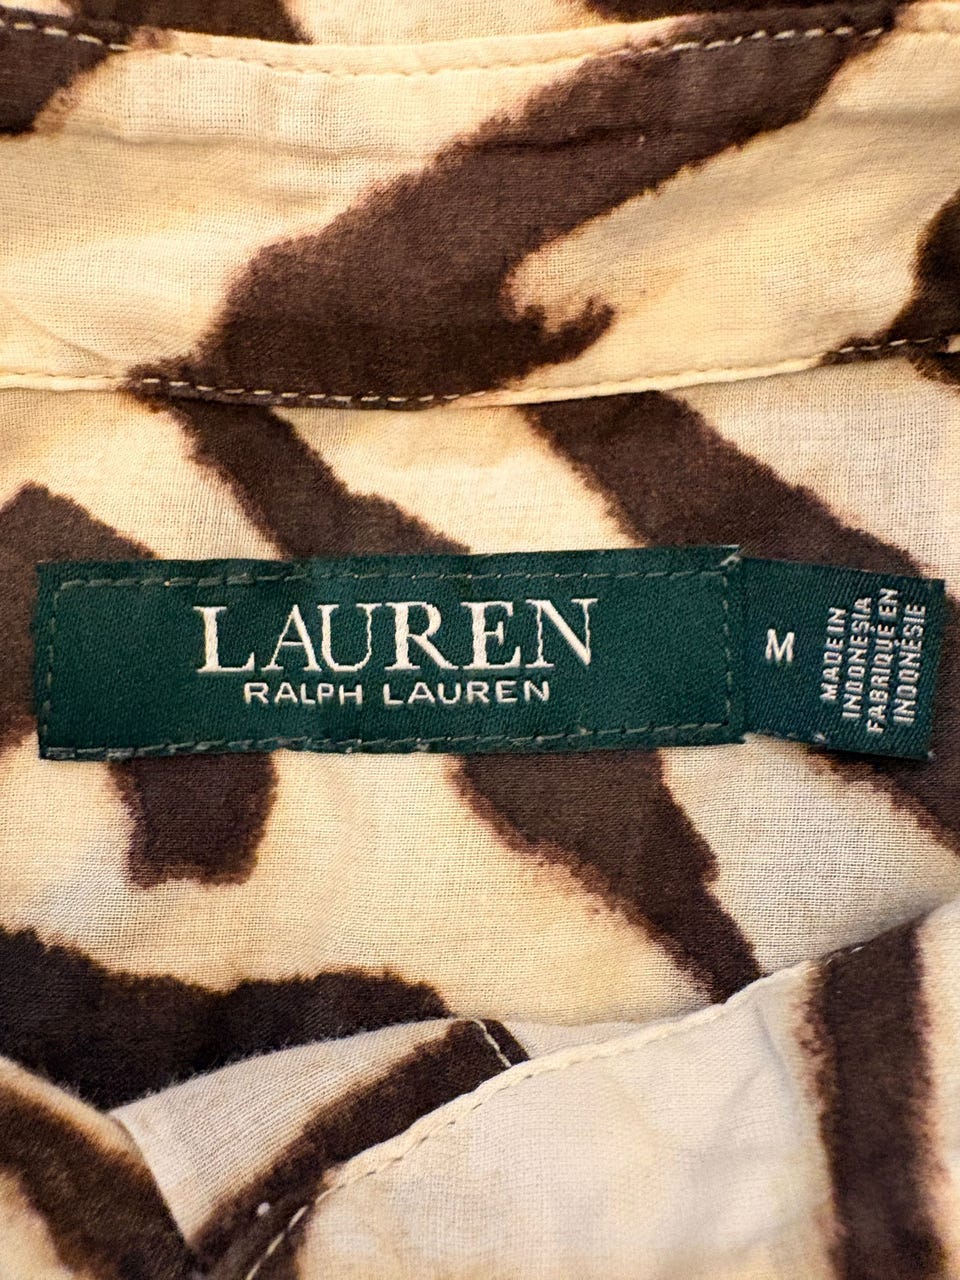 LAUREN
RALPH LAUREN
M
MADE IN
INDONESIA
FABRIQUÉ EN
INDONÉSIE